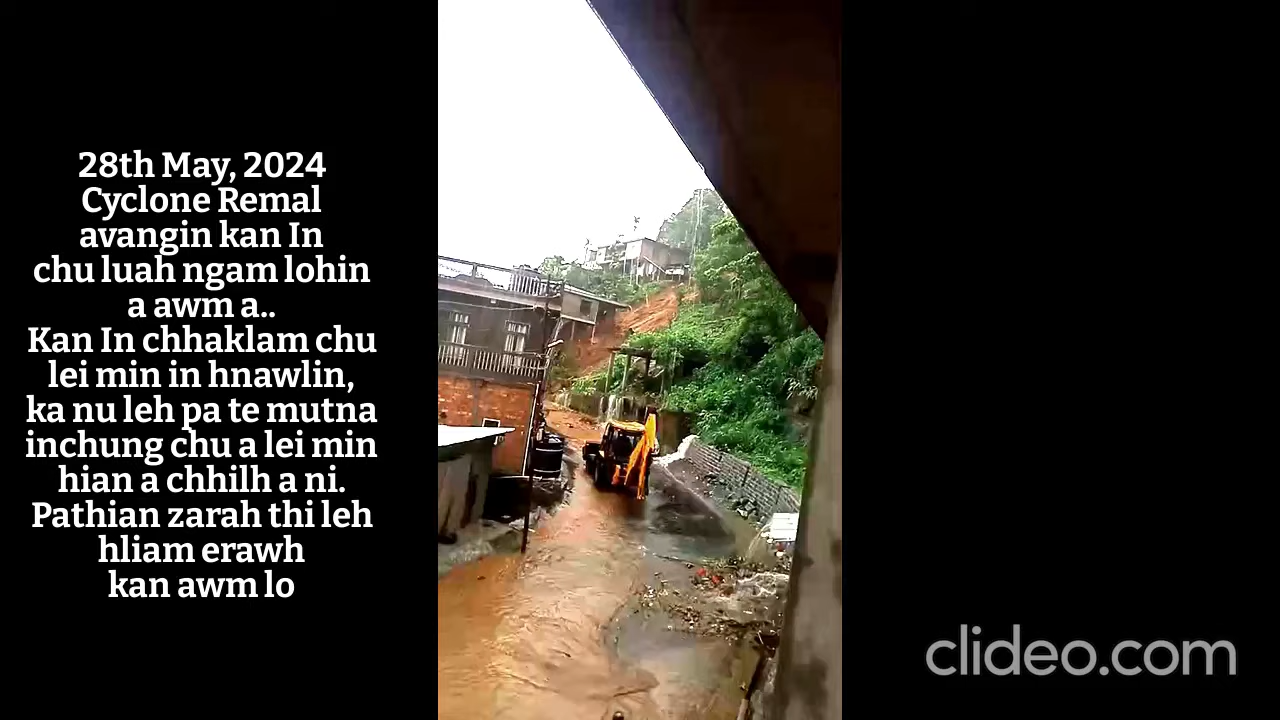 28th May, 2024
Cyclone Remal
avangin kan In
chu luah ngam lohin
a awm a..
Kan In chhaklam chu
lei min in hnawlin,
ka nu leh pa te mutna
inchung chu a lei min
hian a chhilh a ni.
Pathian zarah thi leh
hliam erawh
kan awm lo
clideo.com